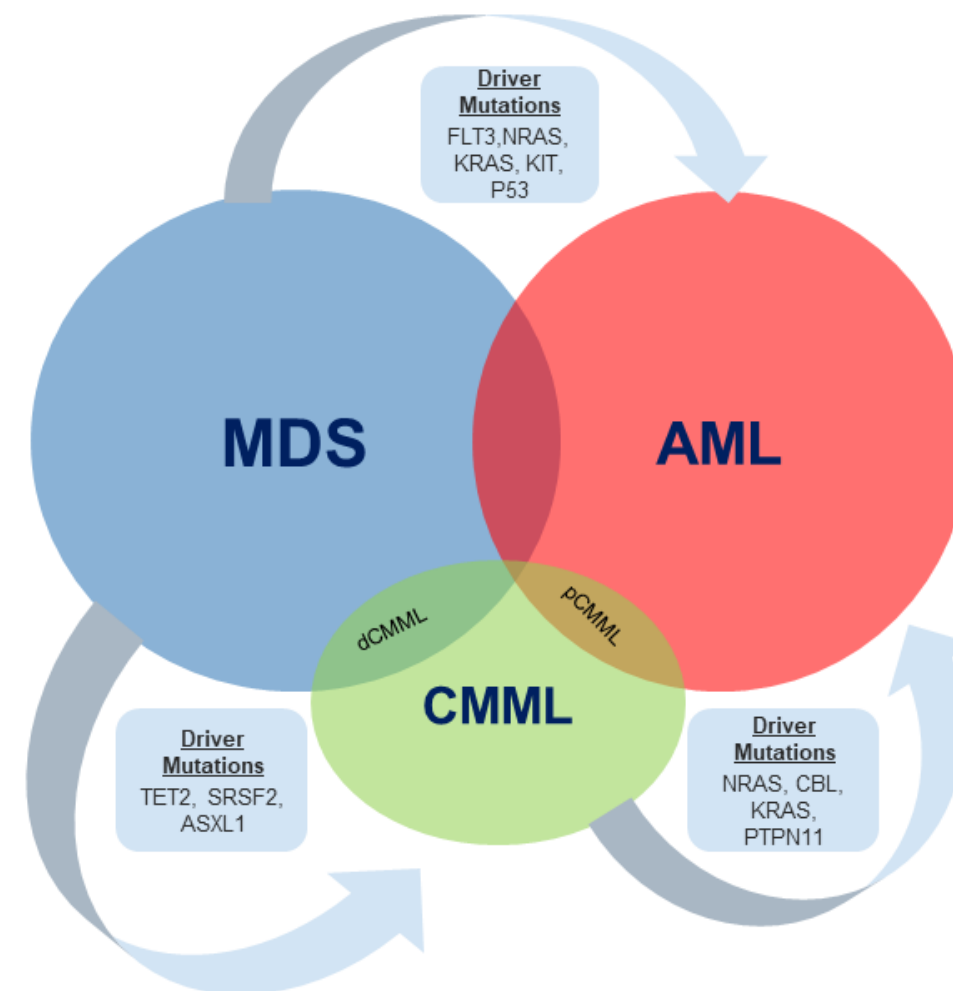 Driver
Mutations
FLT3,NRAS,
KRAS, KIT,
P53
MDS
AML
dCMML
pCMML
CMML
Driver
Mutations
TET2, SRSF2,
ASXL1
Driver
Mutations
NRAS, CBL,
KRAS,
PTPN11